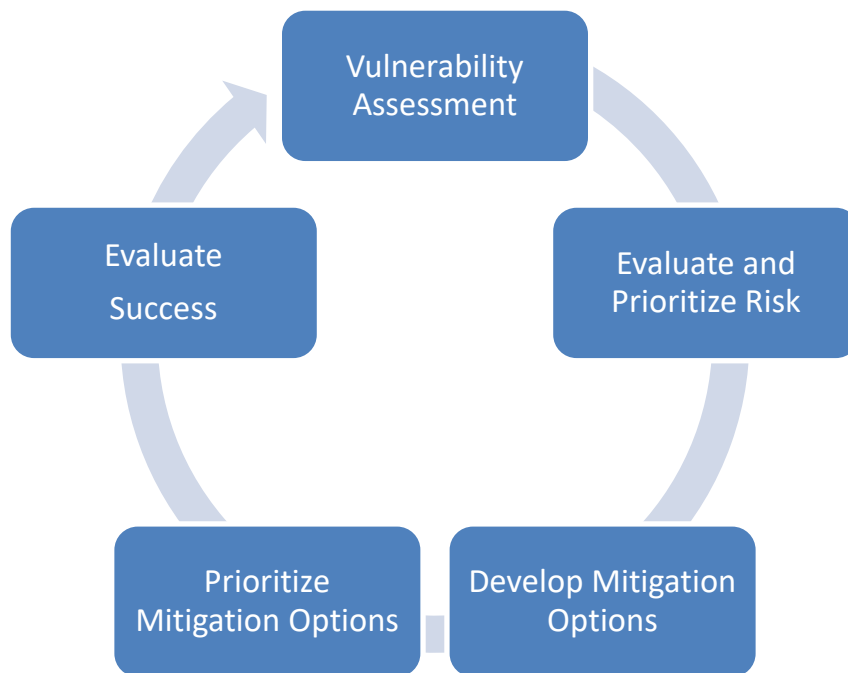 Vulnerability
Assessment
Evaluate and
Prioritize Risk
Develop Mitigation
Options
Prioritize
Mitigation Options
Evaluate
Success